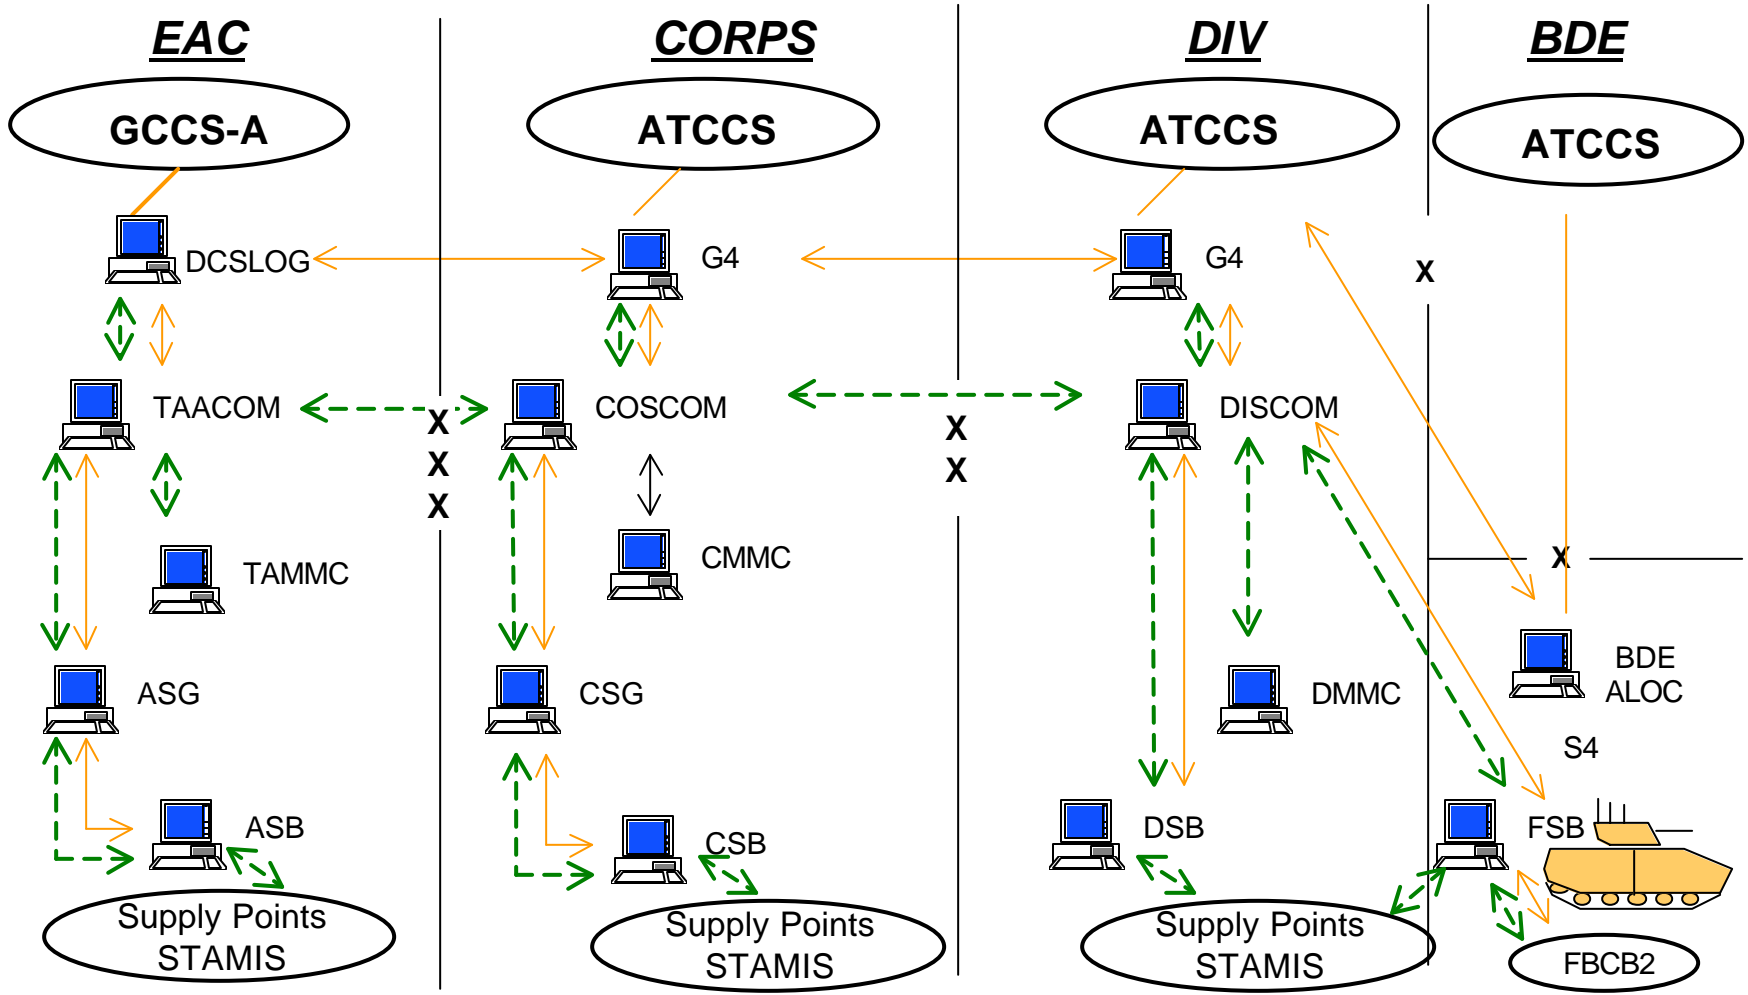 EAC
CORPS
DIV
BDE
GCCS-A
ATCCS
ATCCS
ATCCS
DCSLOG
G4
G4
X
TAACOM
COSCOM
DISCOM
X
X
X
X
X
TAMMC
CMMC
X
ASG
CSG
DMMC
BDE
ALOC
S4
ASB
CSB
DSB
FSB
Supply Points
STAMIS
Supply Points
STAMIS
Supply Points
STAMIS
FBCB2